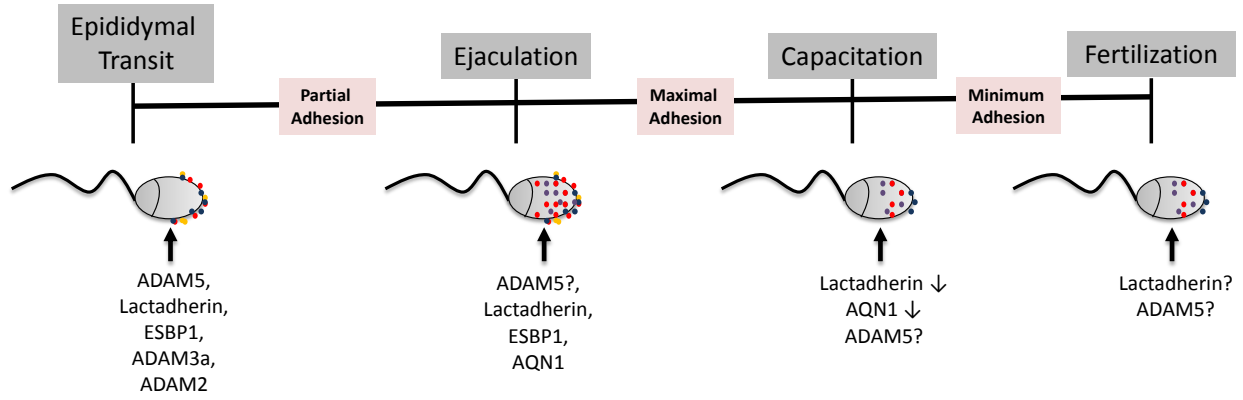 Epididymal
Transit
Ejaculation
Capacitation
Fertilization
Partial
Adhesion
Maximal
Adhesion
Minimum
Adhesion
ADAM5,
Lactadherin,
ESBP1,
ADAM3a,
ADAM2
ADAM5?,
Lactadherin,
ESBP1,
AQN1
Lactadherin ↓
AQN1 ↓
ADAM5?
Lactadherin?
ADAM5?